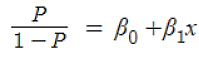 P/(1 − P) = β₀ + β₁x